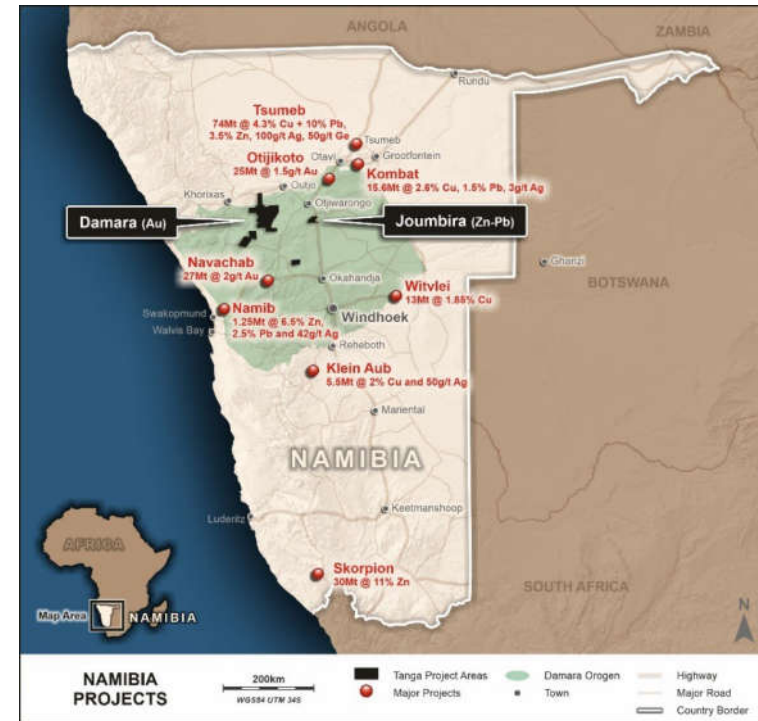 ANGOLA
ZAMBIA
Rundu
Tsumeb
74Mt @ 4.3% Cu + 10% Pb,
3.5% Zn, 100g/t Ag, 50g/t Ge
Tsumeb
Otijikoto
25Mt @ 1.5g/t Au
Otavi
Grootfontein
Kombat
15.6Mt @ 2.6% Cu, 1.5% Pb, 3g/t Ag
Outjo
Khorixas
Otjiwarongo
Damara (Au)
Joumbira (Zn-Pb)
Navachab
27Mt @ 2g/t Au
Okahandja
Ghanzi
BOTSWANA
Witvlei
13Mt @ 1.85% Cu
Swakopmund
Walvis Bay
Namib
1.25Mt @ 6.5% Zn,
2.5% Pb and 42g/t Ag
Windhoek
Rehoboth
Klein Aub
5.5Mt @ 2% Cu and 50g/t Ag
Mariental
NAMIBIA
Luderitz
Keetmanshoop
Skorpion
30Mt @ 11% Zn
SOUTH AFRICA
AFRICA
Map Area
NAMIBIA
N
NAMIBIA
PROJECTS
200km
WGS84 UTM 34S
Tanga Project Areas
Major Projects
Damara Orogen
Town
Highway
Major Road
Country Border